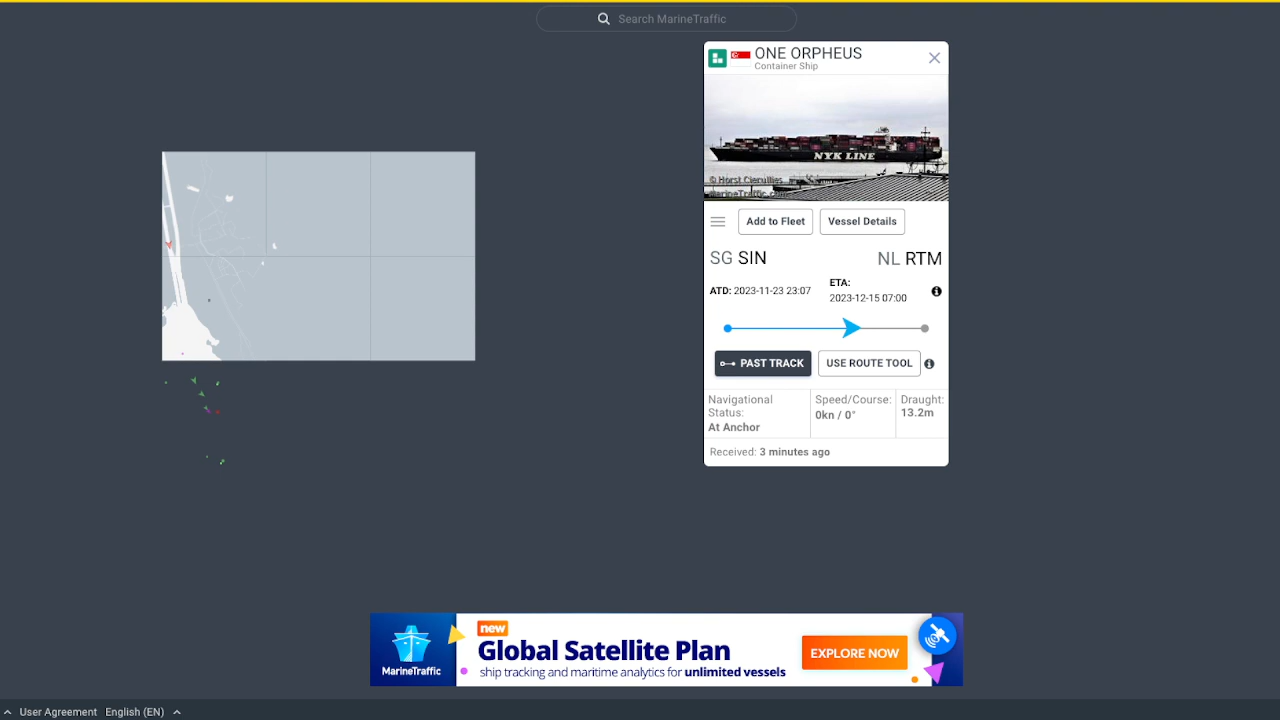 Search MarineTraffic
ONE ORPHEUS
Container Ship
NYK LINE
© Horst Cierullies
MarineTraffic.com
Add to Fleet
Vessel Details
SG SIN
NL RTM
ATD: 2023-11-23 23:07
ETA:
2023-12-15 07:00
PAST TRACK
USE ROUTE TOOL
Navigational
Status:
At Anchor
Speed/Course:
0kn / 0°
Draught:
13.2m
Received: 3 minutes ago
MarineTraffic
new
Global Satellite Plan
ship tracking and maritime analytics for unlimited vessels
EXPLORE NOW
User Agreement
English (EN)